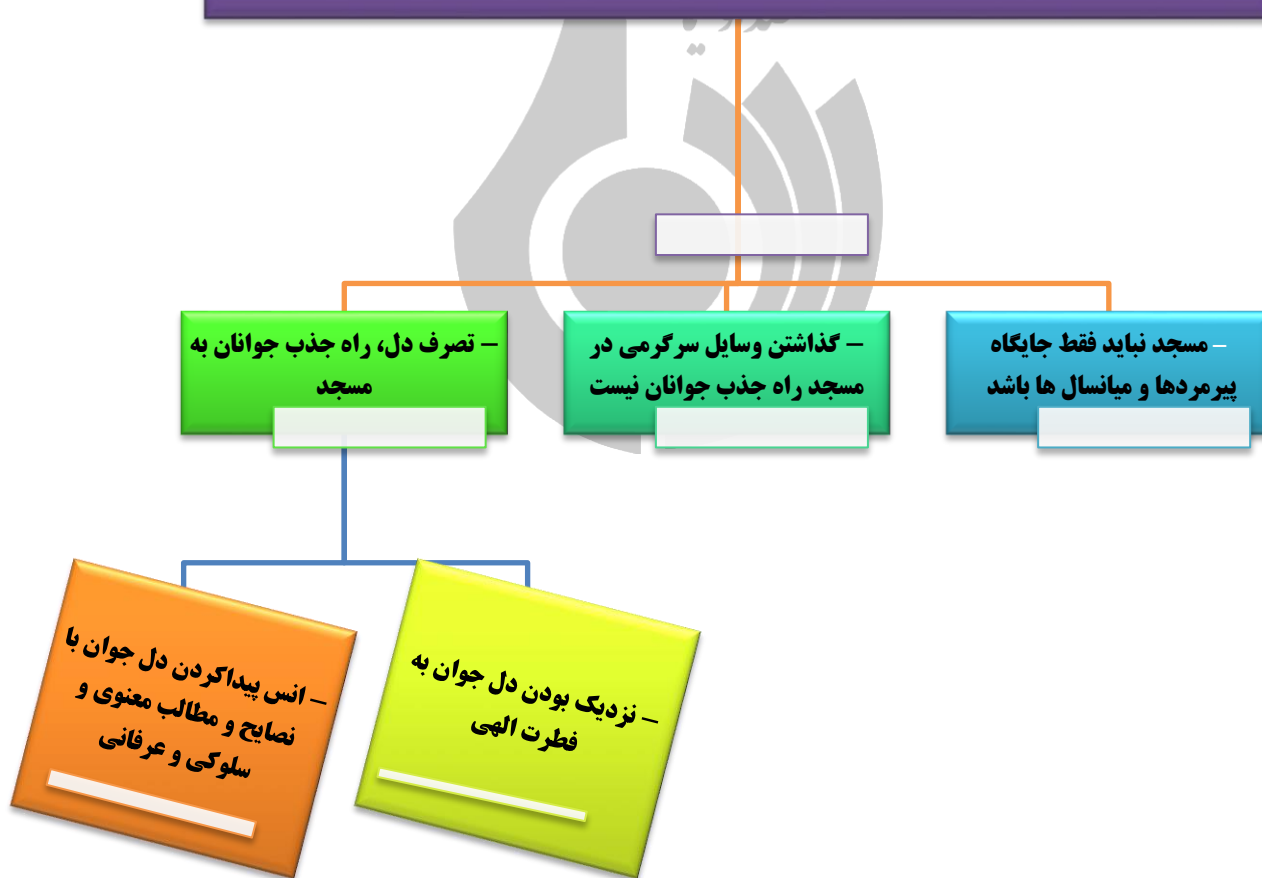 – مسجد نباید فقط جایگاه
پیرمردها و میانسال ها باشد
– گذاشتن وسایل سرگرمی در
مسجد راه جذب جوانان نیست
– تصرف دل، راه جذب جوانان به
مسجد
– نزدیک بودن دل جوان به
فطرت الهی
– انس پیداکردن دل جوان با
نصایح و مطالب معنوی و
سلوکی و عرفانی